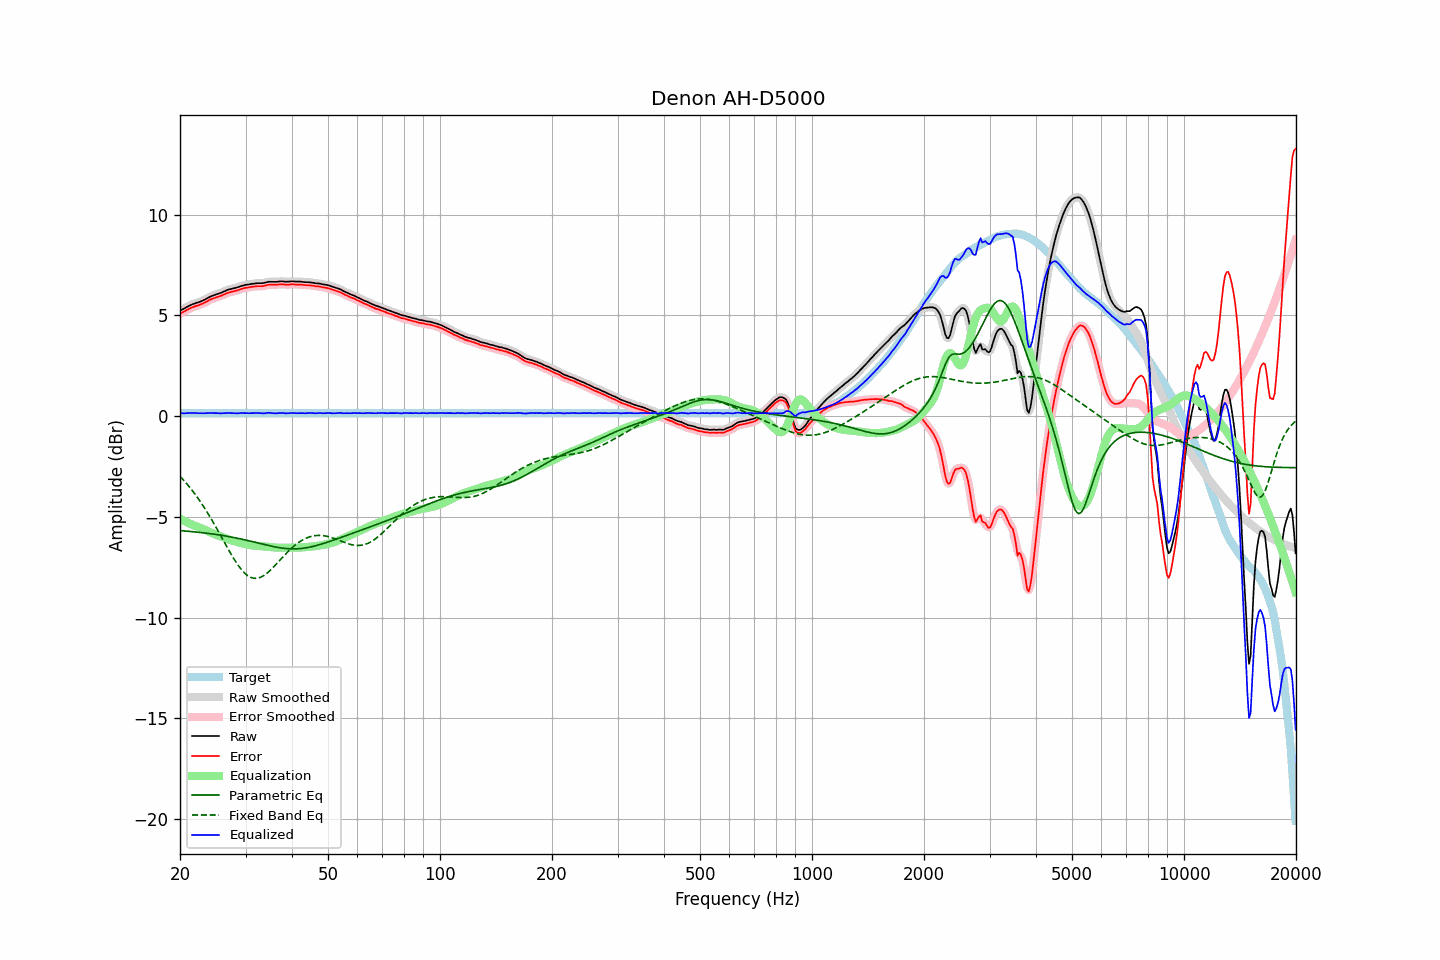 Denon AH-D5000
Amplitude (dBr)
10
5
0
−5
−10
−15
−20
Target
Raw Smoothed
Error Smoothed
Raw
Error
Equalization
Parametric Eq
Fixed Band Eq
Equalized
20 50 100 200 500 1000 2000 5000 10000 20000
Frequency (Hz)